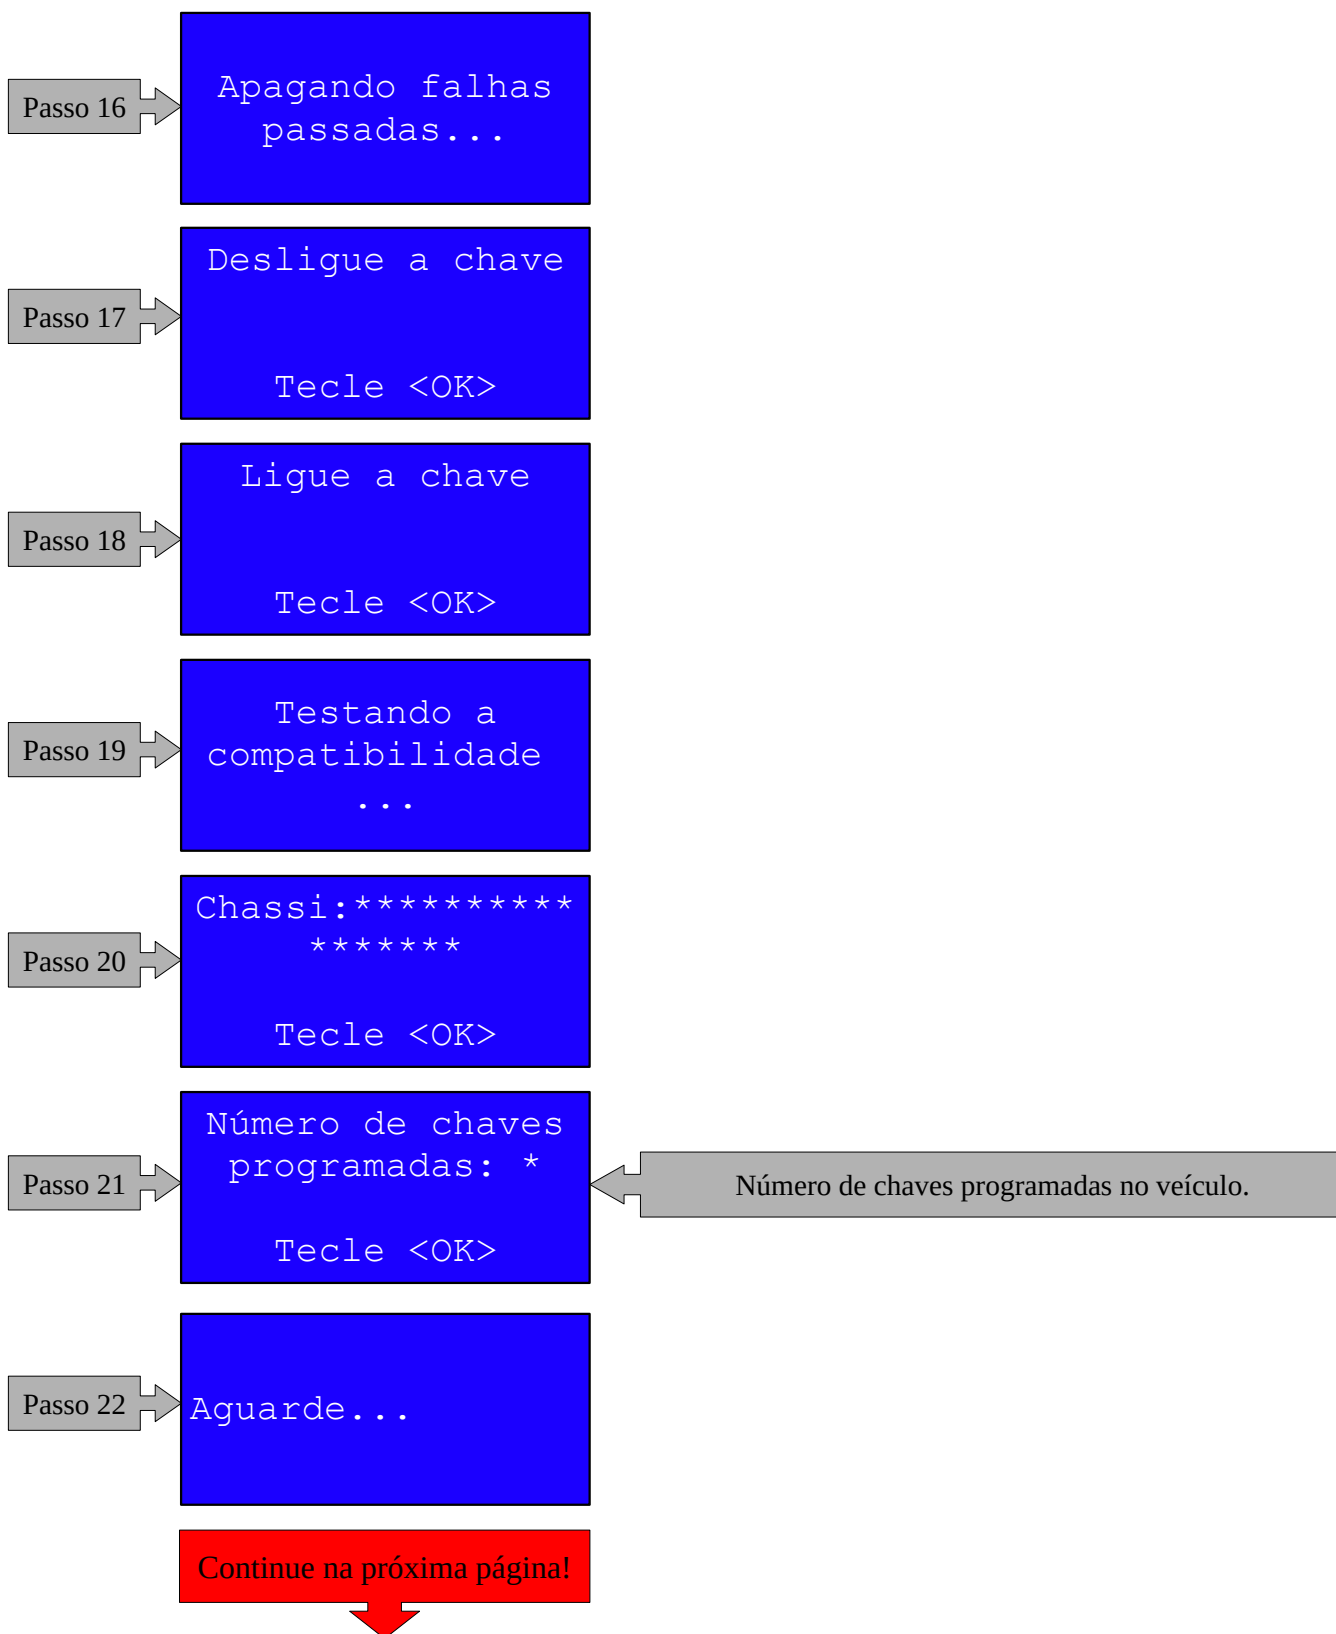 Passo 16
Apagando falhas
passadas...
Passo 17
Desligue a chave
Tecle <OK>
Passo 18
Ligue a chave
Tecle <OK>
Passo 19
Testando a
compatibilidade
...
Passo 20
Chassi:**********
*******
Tecle <OK>
Passo 21
Número de chaves
programadas: *
Tecle <OK>
Número de chaves programadas no veículo.
Passo 22
Aguarde...
Continue na próxima página!